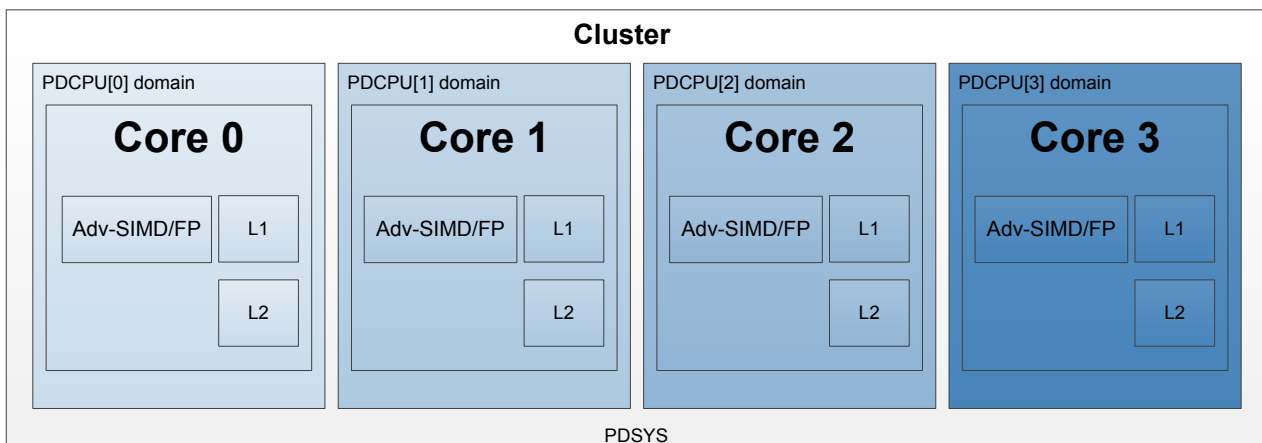 Cluster
PDCPU[0] domain
Core 0
Adv-SIMD/FP
L1
L2
PDCPU[1] domain
Core 1
Adv-SIMD/FP
L1
L2
PDCPU[2] domain
Core 2
Adv-SIMD/FP
L1
L2
PDCPU[3] domain
Core 3
Adv-SIMD/FP
L1
L2
PDSYS